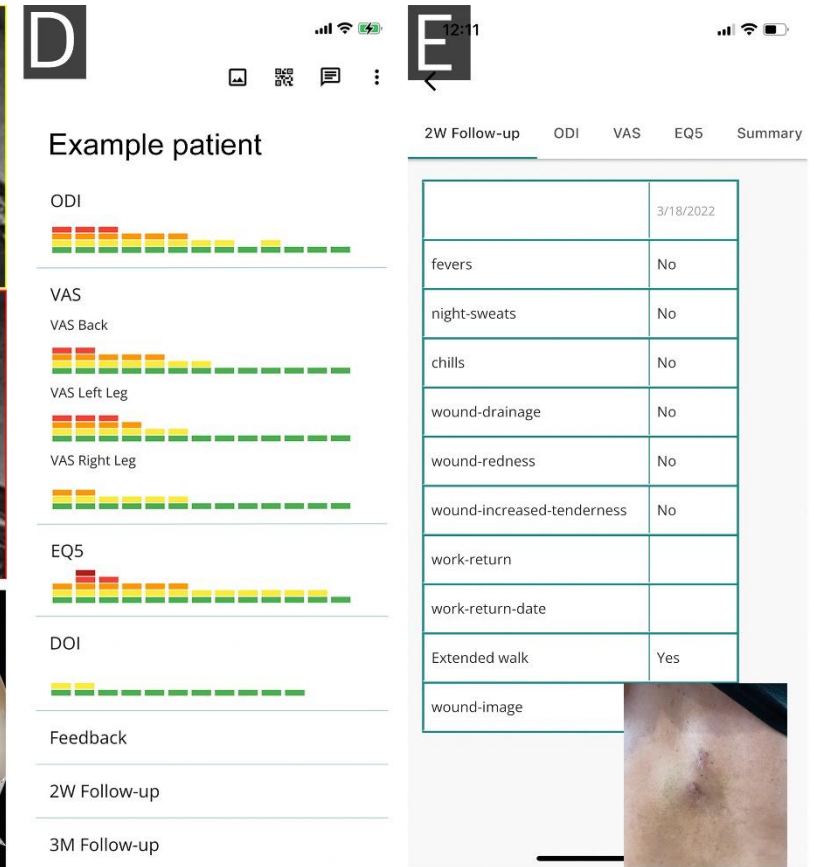 D
Example patient
ODI
VAS
VAS Back
VAS Left Leg
VAS Right Leg
EQ5
DOI
Feedback
2W Follow-up
3M Follow-up
E
12:11
2W Follow-up ODI VAS EQ5 Summary
3/18/2022
fevers No
night-sweats No
chills No
wound-drainage No
wound-redness No
wound-increased-tenderness No
work-return
work-return-date
Extended walk Yes
wound-image